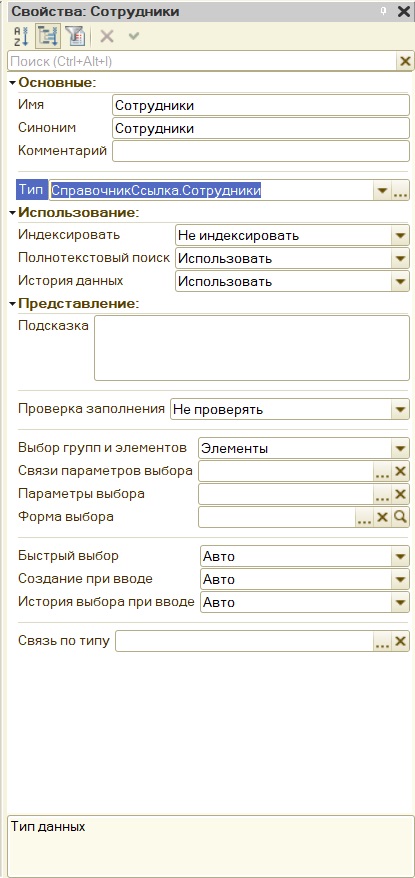 Свойства: Сотрудники
Поиск (Ctrl+Alt+I)
Основные:
Имя Сотрудники
Синоним Сотрудники
Комментарий
Тип СправочникСсылка.Сотрудники
Использование:
Индексировать Не индексировать
Полнотекстовый поиск Использовать
История данных Использовать
Представление:
Подсказка
Проверка заполнения Не проверять
Выбор групп и элементов Элементы
Связи параметров выбора
Параметры выбора
Форма выбора
Быстрый выбор Авто
Создание при вводе Авто
История выбора при вводе Авто
Связь по типу
Тип данных